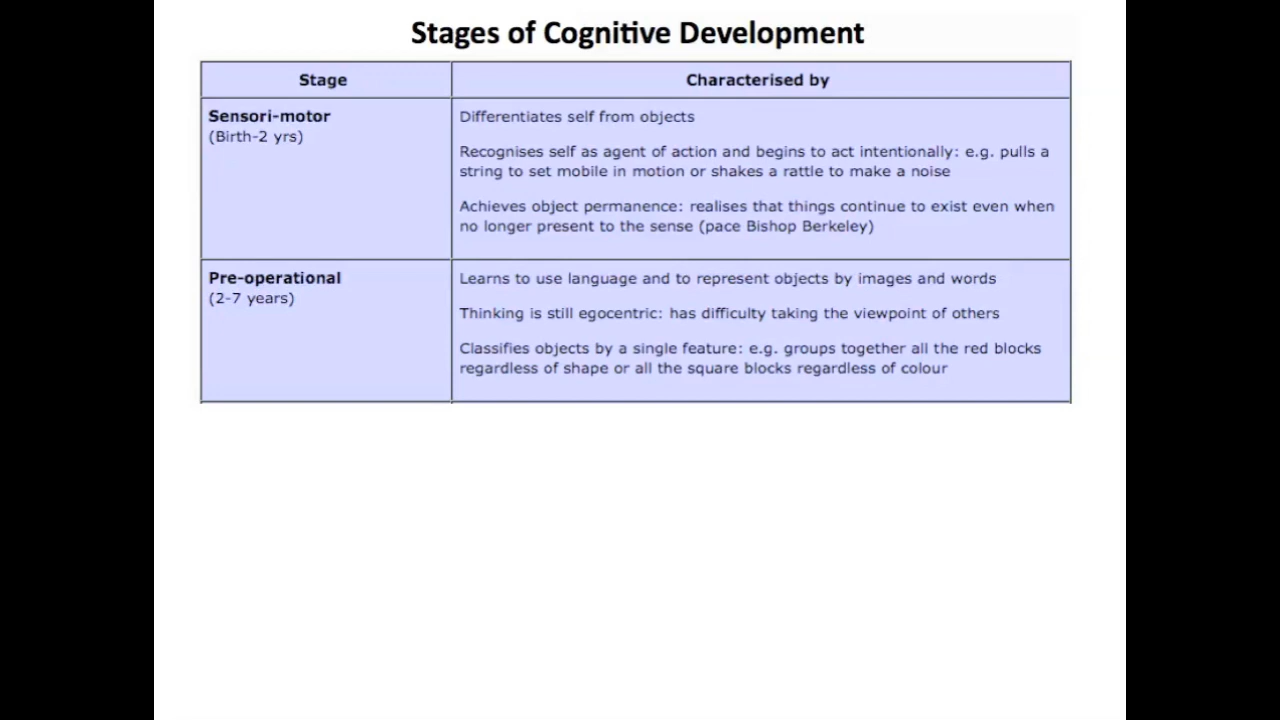 Stages of Cognitive Development
Stage
Characterised by
Sensori-motor
(Birth-2 yrs)
Differentiates self from objects
Recognises self as agent of action and begins to act intentionally: e.g. pulls a
string to set mobile in motion or shakes a rattle to make a noise
Achieves object permanence: realises that things continue to exist even when
no longer present to the sense (pace Bishop Berkeley)
Pre-operational
(2-7 years)
Learns to use language and to represent objects by images and words
Thinking is still egocentric: has difficulty taking the viewpoint of others
Classifies objects by a single feature: e.g. groups together all the red blocks
regardless of shape or all the square blocks regardless of colour